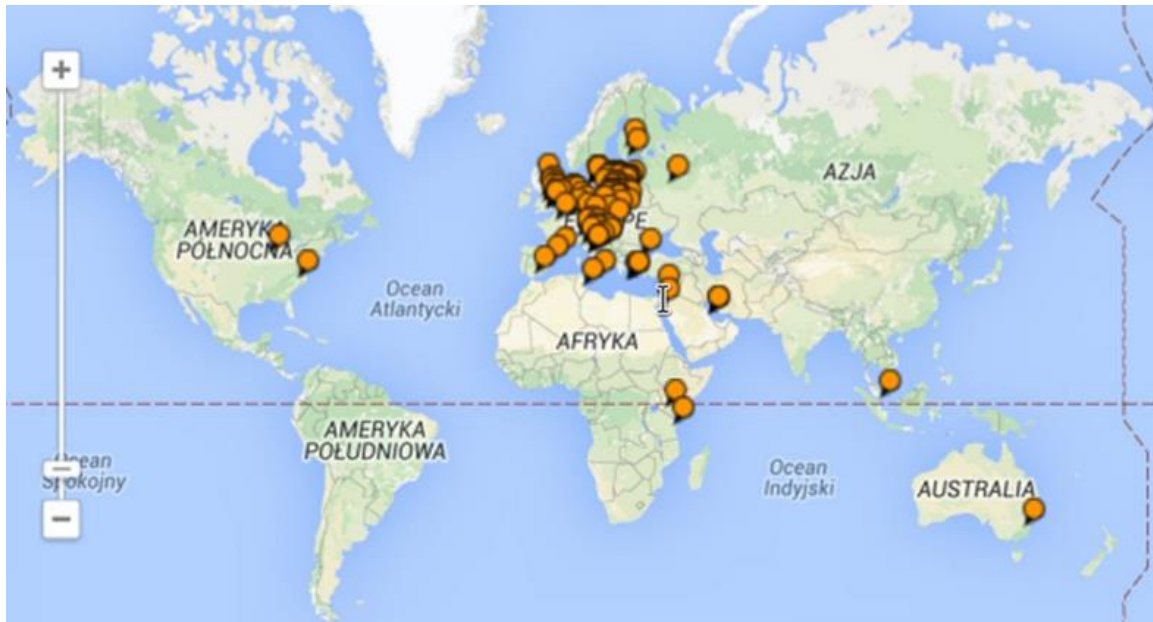 +
AZJA
AMERYKA
PÓŁNOCNA
Ocean
Atlantycki
AFRYKA
AMERYKA
POŁUDNIOWA
Ocean
Spokojny
Ocean
Indyjski
AUSTRALIA
−